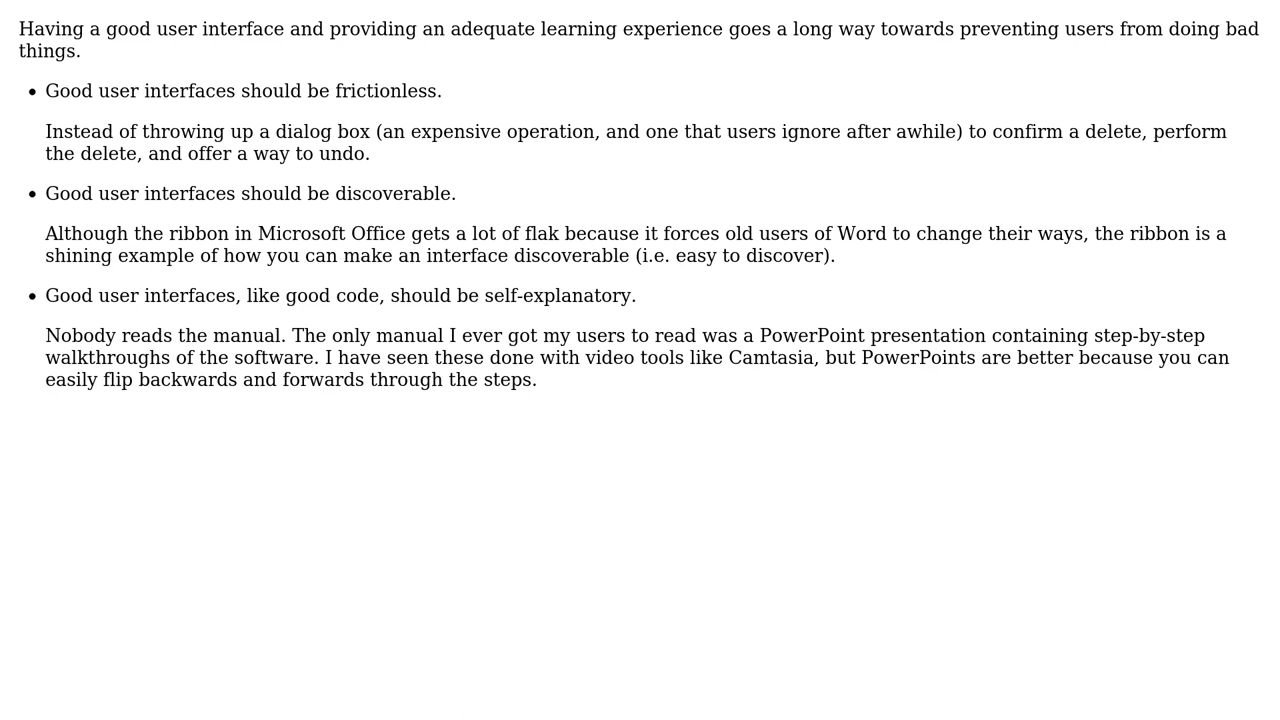 Having a good user interface and providing an adequate learning experience goes a long way towards preventing users from doing bad
things.
• Good user interfaces should be frictionless.
Instead of throwing up a dialog box (an expensive operation, and one that users ignore after awhile) to confirm a delete, perform
the delete, and offer a way to undo.
• Good user interfaces should be discoverable.
Although the ribbon in Microsoft Office gets a lot of flak because it forces old users of Word to change their ways, the ribbon is a
shining example of how you can make an interface discoverable (i.e. easy to discover).
• Good user interfaces, like good code, should be self-explanatory.
Nobody reads the manual. The only manual I ever got my users to read was a PowerPoint presentation containing step-by-step
walkthroughs of the software. I have seen these done with video tools like Camtasia, but PowerPoints are better because you can
easily flip backwards and forwards through the steps.